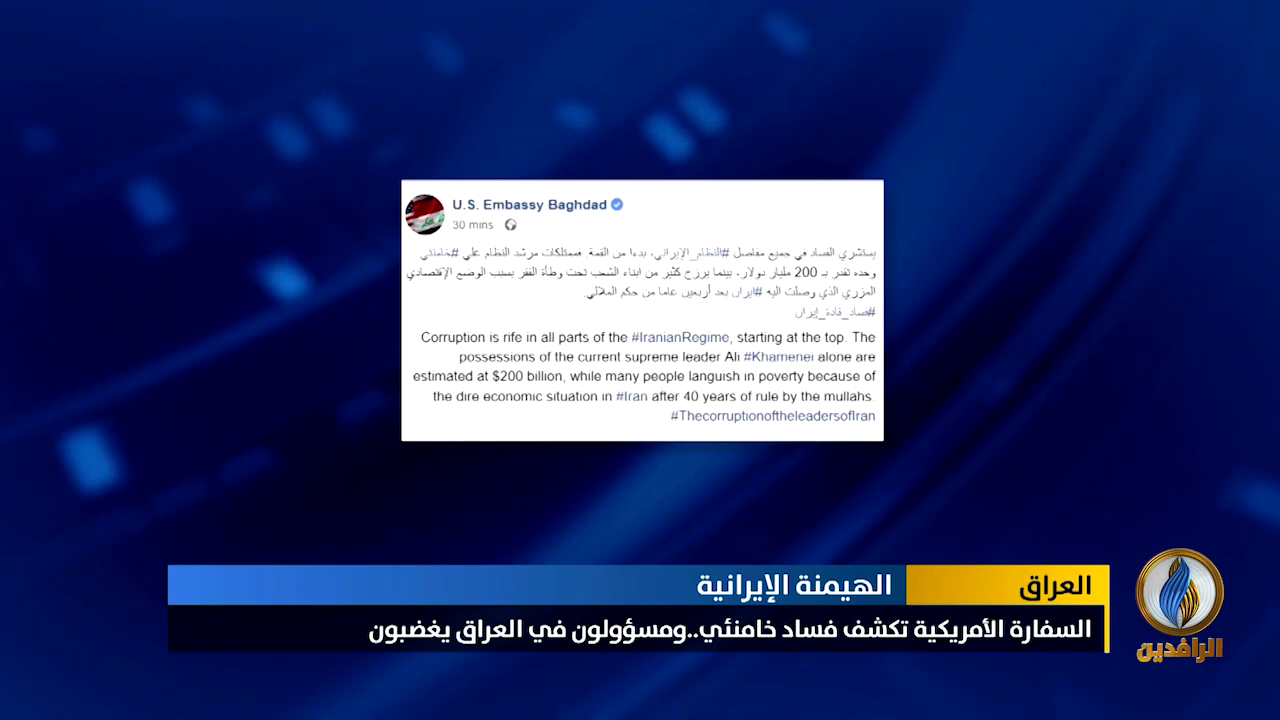 U.S. Embassy Baghdad
30 mins
يستشري الفساد في جميع مفاصل #النظام_الإيراني، بدءا من القمة. فممتلكات مرشد النظام علي #خامنئي
وحده تقدر بـ 200 مليار دولار، بينما يرزح كثير من ابناء الشعب تحت وطأة الفقر بسبب الوضع الإقتصادي
المزري الذي وصلت اليه #ايران بعد أربعين عاما من حكم الملالي.
#فساد_قادة_إيران
Corruption is rife in all parts of the #IranianRegime, starting at the top. The
possessions of the current supreme leader Ali #Khamenei alone are
estimated at $200 billion, while many people languish in poverty because of
the dire economic situation in #Iran after 40 years of rule by the mullahs.
#ThecorruptionoftheleadersofIran
العراق
الهيمنة الإيرانية
السفارة الأمريكية تكشف فساد خامنئي..ومسؤولون في العراق يغضبون
الرافدين